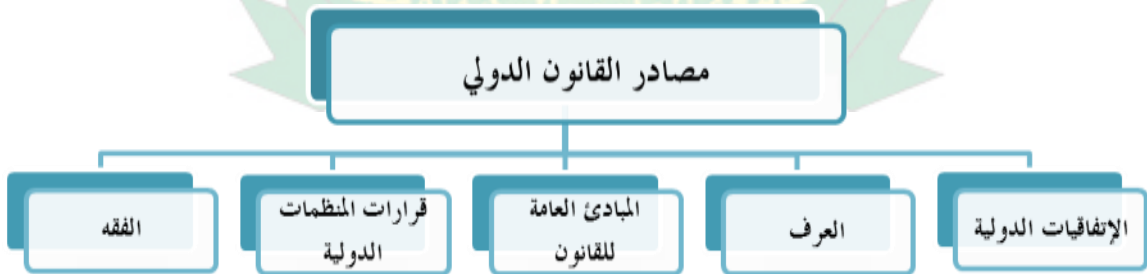 مصادر القانون الدولي
الإتفاقيات الدولية
العرف
المبادئ العامة
للقانون
قرارات المنظمات
الدولية
الفقه